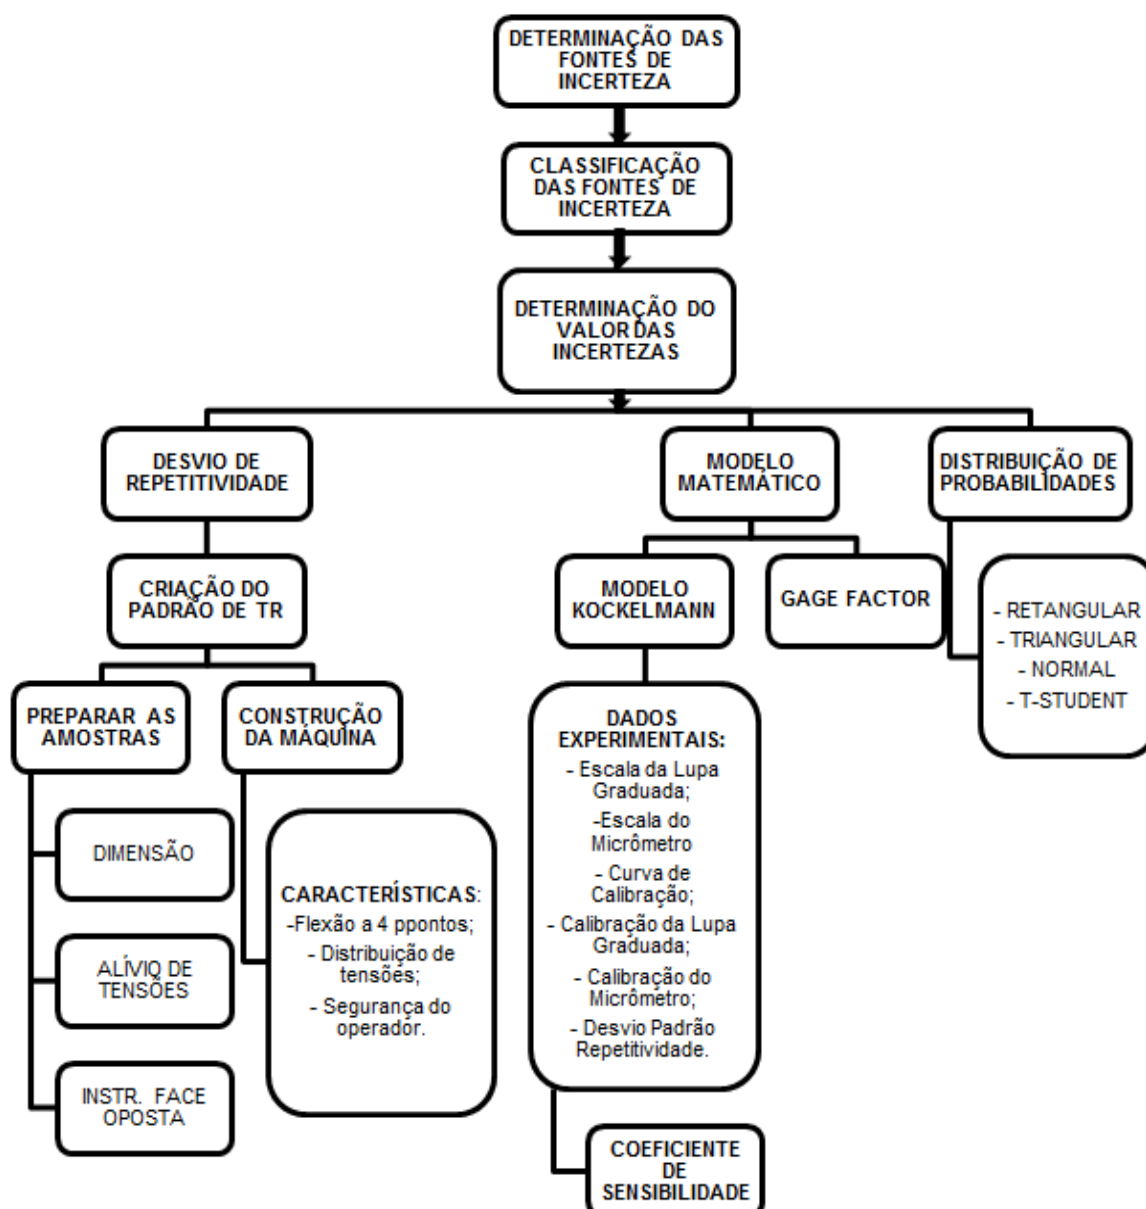 DETERMINAÇÃO DAS
FONTES DE
INCERTEZA
CLASSIFICAÇÃO
DAS FONTES DE
INCERTEZA
DETERMINAÇÃO DO
VALOR DAS
INCERTEZAS
DESVIO DE
REPETITIVIDADE
MODELO
MATEMÁTICO
DISTRIBUIÇÃO DE
PROBABILIDADES
CRIAÇÃO DO
PADRÃO DE TR
MODELO
KOCKELMANN
GAGE FACTOR
- RETANGULAR
- TRIANGULAR
- NORMAL
- T-STUDENT
PREPARAR AS
AMOSTRAS
CONSTRUÇÃO
DA MÁQUINA
DADOS
EXPERIMENTAIS:
- Escala da Lupa
Graduada;
-Escala do
Micrômetro
- Curva de
Calibração;
- Calibração da Lupa
Graduada;
- Calibração do
Micrômetro;
- Desvio Padrão
Repetitividade.
DIMENSÃO
ALÍVIO DE
TENSÕES
INSTR. FACE
OPOSTA
CARACTERÍSTICAS:
-Flexão a 4 ppontos;
- Distribuição de
tensões;
- Segurança do
operador.
COEFICIENTE
DE
SENSIBILIDADE